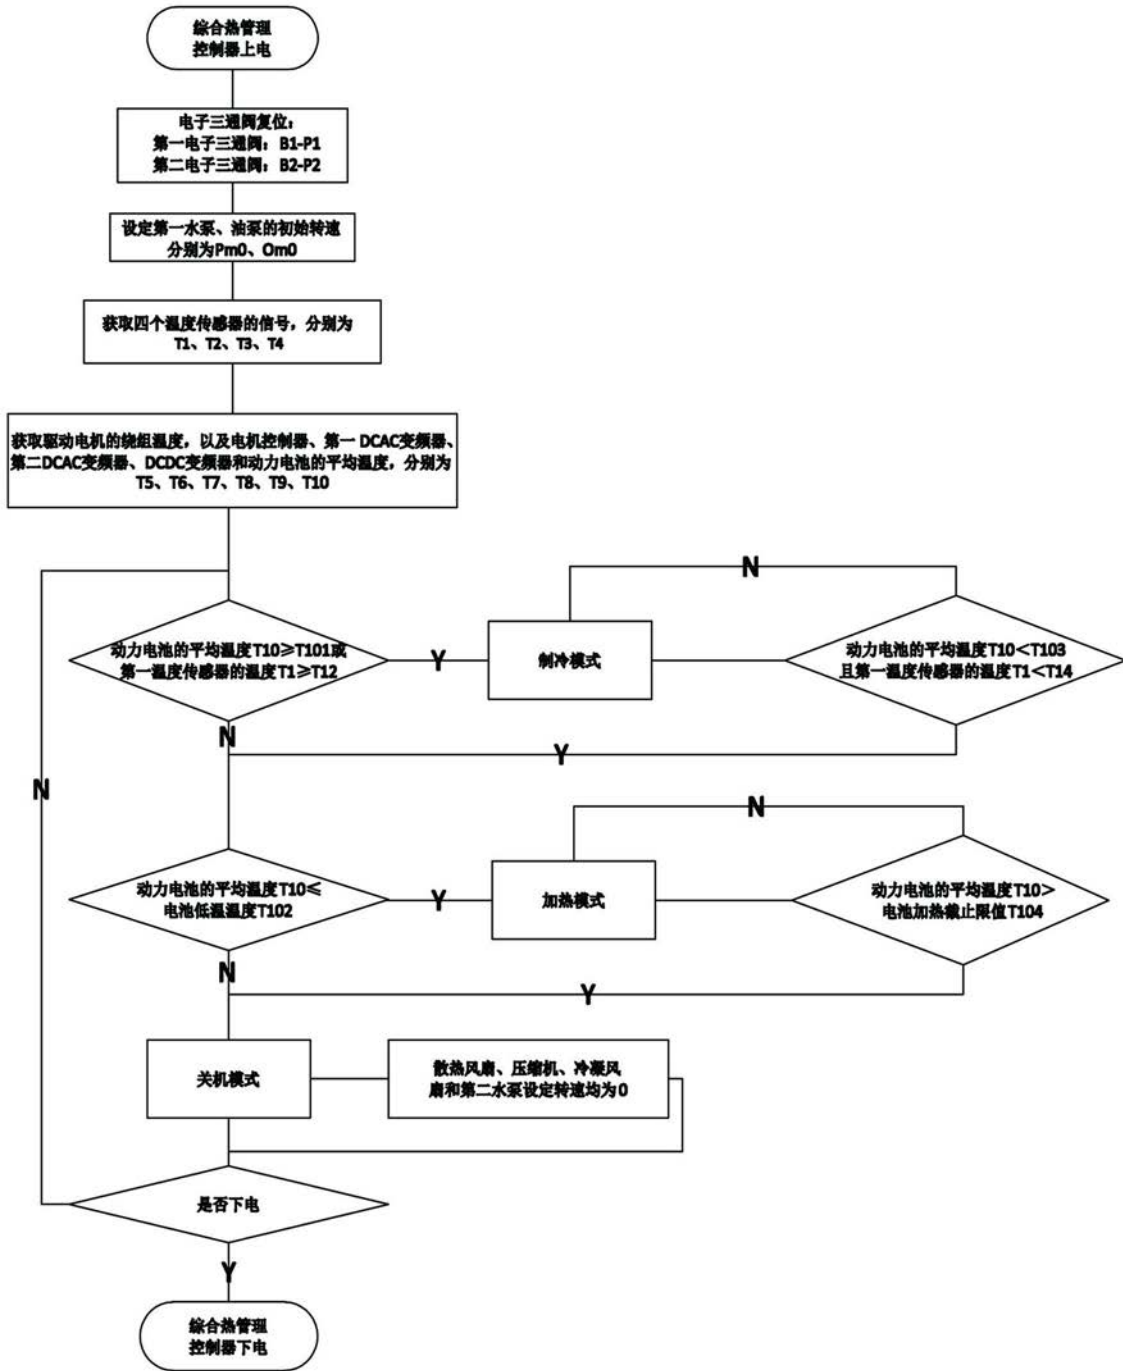 综合热管理
控制器上电
电子三通阀复位：
第一电子三通阀：B1-P1
第二电子三通阀：B2-P2
设定第一水泵、油泵的初始转速
分别为Pm0、Om0
获取四个温度传感器的信号，分别为
T1、T2、T3、T4
获取驱动电机的绕组温度，以及电机控制器、第一 DCAC变频器、
第二DCAC变频器、DCDC变频器和动力电池的平均温度，分别为
T5、T6、T7、T8、T9、T10
N
动力电池的平均温度T10≥T101或
第一温度传感器的温度T1≥T12
Y
制冷模式
动力电池的平均温度T10＜T103
且第一温度传感器的温度T1＜T14
N
Y
N
N
动力电池的平均温度T10≤
电池低温温度T102
Y
加热模式
动力电池的平均温度T10＞
电池加热截止限值T104
N
Y
关机模式
散热风扇、压缩机、冷凝风
扇和第二水泵设定转速均为0
是否下电
Y
综合热管理
控制器下电